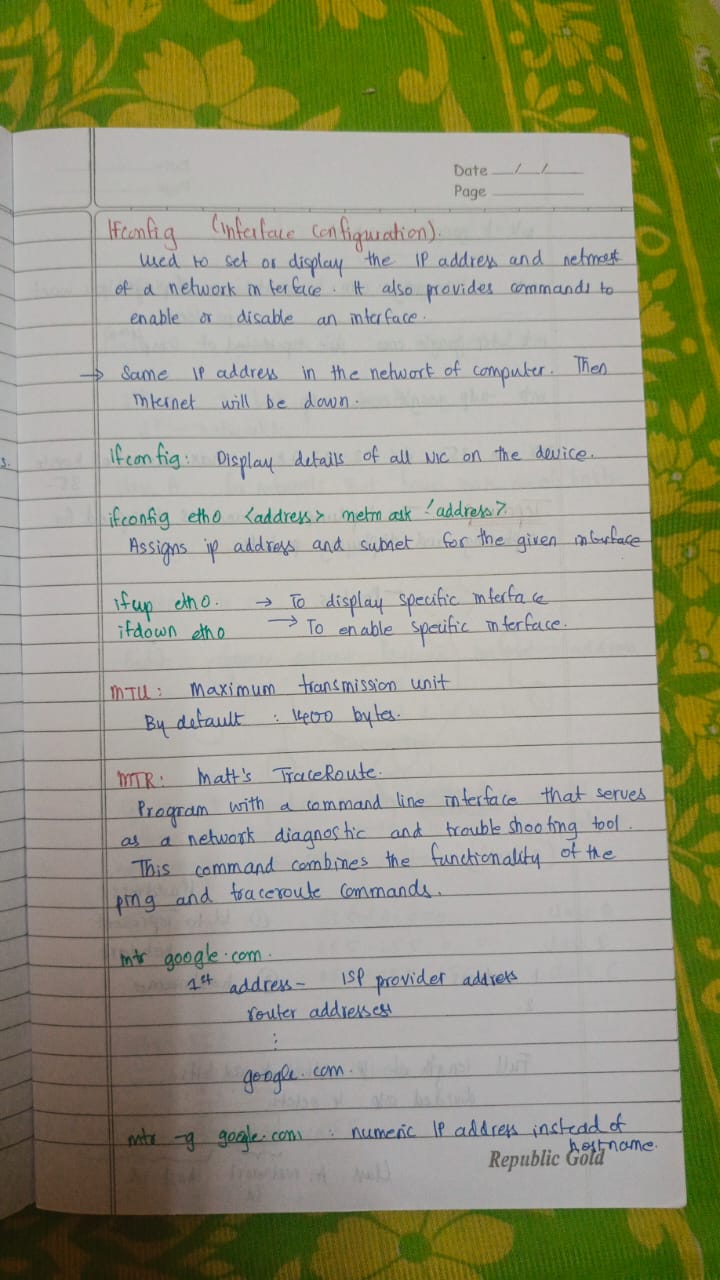 Date __/__/____
Page ________
Ifconfig (Interface Configuration).
Used to set or display the IP address and netmask
of a network interface. It also provides commands to
enable or disable an interface.
→ Same IP address in the network of computer. Then
Internet will be down.
s.
Ifconfig: Display details of all NIC on the device.
ifconfig eth0 <address> netmask <address>
Assigns ip address and subnet for the given interface
ifup eth0. → To display specific interface
ifdown eth0 → To enable specific interface.
MTU: Maximum transmission unit
By default : 1400 bytes.
MTR: Matt's TraceRoute.
Program with a command line interface that serves
as a network diagnostic and trouble shooting tool.
This command combines the functionality of the
ping and traceroute commands.
mtr google.com.
1st address - ISP provider address
router addresses
⋮
google.com.
mtr -g google.com : numeric IP address instead of
hostname.
Republic Gold